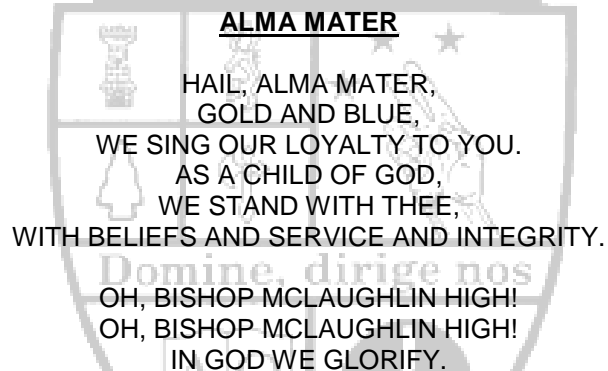 ALMA MATER
HAIL, ALMA MATER,
GOLD AND BLUE,
WE SING OUR LOYALTY TO YOU.
AS A CHILD OF GOD,
WE STAND WITH THEE,
WITH BELIEFS AND SERVICE AND INTEGRITY.
Domine, dirige nos
OH, BISHOP MCLAUGHLIN HIGH!
OH, BISHOP MCLAUGHLIN HIGH!
IN GOD WE GLORIFY.